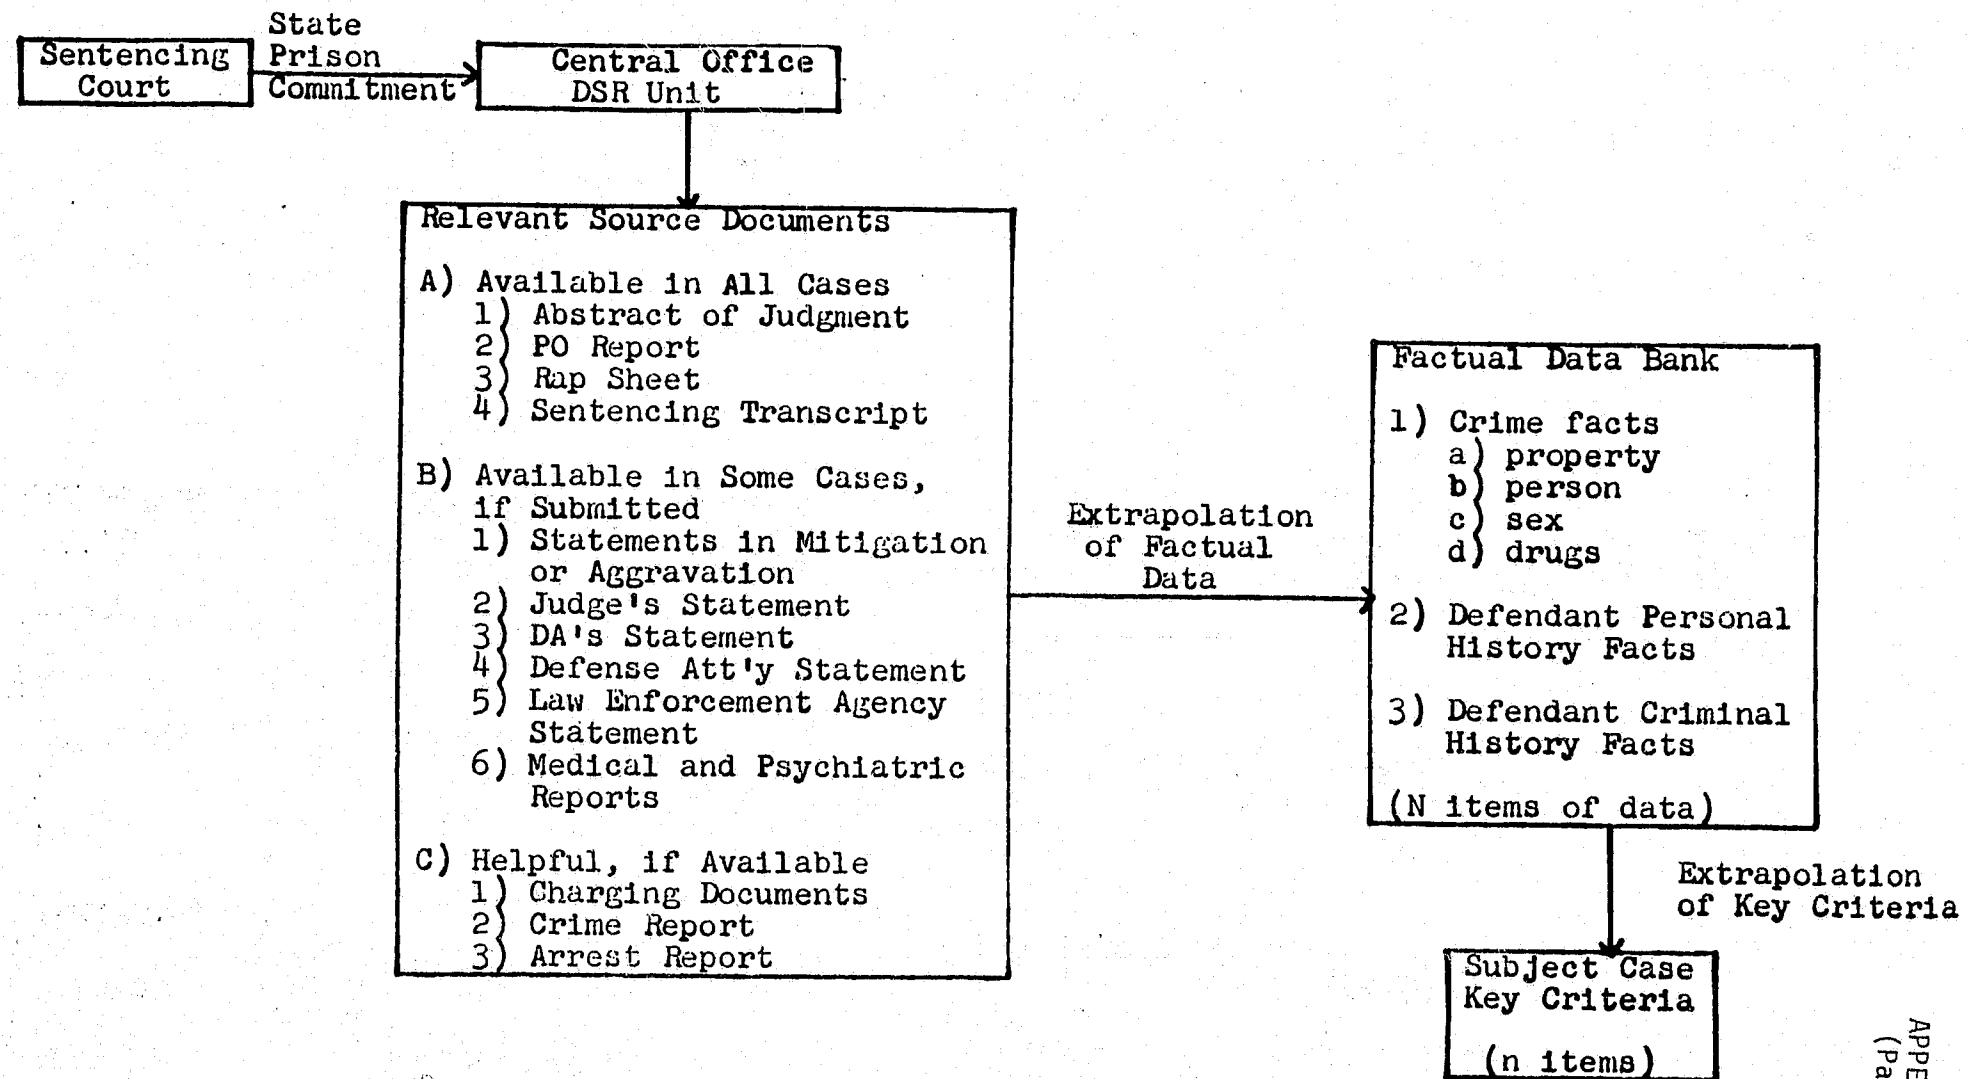 Sentencing
Court
State
Prison
Commitment
Central Office
DSR Unit
Relevant Source Documents
A) Available in All Cases
1) Abstract of Judgment
2) PO Report
3) Rap Sheet
4) Sentencing Transcript
B) Available in Some Cases,
if Submitted
1) Statements in Mitigation
or Aggravation
2) Judge's Statement
3) DA's Statement
4) Defense Att'y Statement
5) Law Enforcement Agency
Statement
6) Medical and Psychiatric
Reports
C) Helpful, if Available
1) Charging Documents
2) Crime Report
3) Arrest Report
Extrapolation
of Factual
Data
Factual Data Bank
1) Crime facts
a) property
b) person
c) sex
d) drugs
2) Defendant Personal
History Facts
3) Defendant Criminal
History Facts
(N items of data)
Extrapolation
of Key Criteria
Subject Case
Key Criteria
(n items)